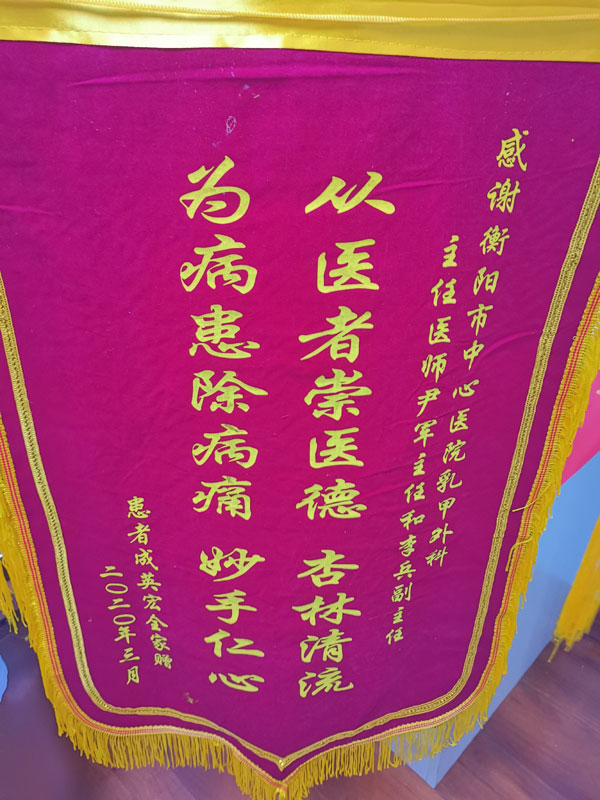 感谢衡阳市中心医院乳甲外科
主任医师尹军主任和李兵副主任
从医者崇医德 杏林清流
为病患除病痛 妙手仁心
患者成英宏全家赠
二〇二〇年三月